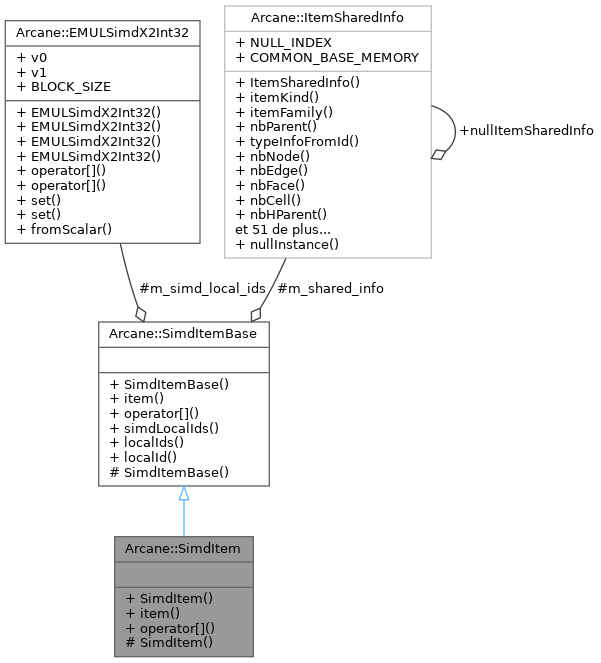 Arcane::EMULSimdX2Int32
+ v0
+ v1
+ BLOCK_SIZE
+ EMULSimdX2Int32()
+ EMULSimdX2Int32()
+ EMULSimdX2Int32()
+ EMULSimdX2Int32()
+ operator[]()
+ operator[]()
+ set()
+ set()
+ fromScalar()
Arcane::ItemSharedInfo
+ NULL_INDEX
+ COMMON_BASE_MEMORY
+ ItemSharedInfo()
+ itemKind()
+ itemFamily()
+ nbParent()
+ typeInfoFromId()
+ nbNode()
+ nbEdge()
+ nbFace()
+ nbCell()
+ nbHParent()
et 51 de plus...
+ nullInstance()
+nullItemSharedInfo
#m_simd_local_ids
#m_shared_info
Arcane::SimdItemBase
+ SimdItemBase()
+ item()
+ operator[]()
+ simdLocalIds()
+ localIds()
+ localId()
# SimdItemBase()
Arcane::SimdItem
+ SimdItem()
+ item()
+ operator[]()
# SimdItem()